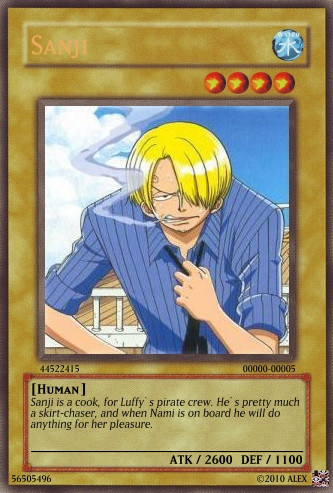 Sanji
WATER
水
44522415 00000-00005
[Human]
Sanji is a cook, for Luffy`s pirate crew. He`s pretty much
a skirt-chaser, and when Nami is on board he will do
anything for her pleasure.
ATK / 2600 DEF / 1100
56505496 ©2010 ALEX